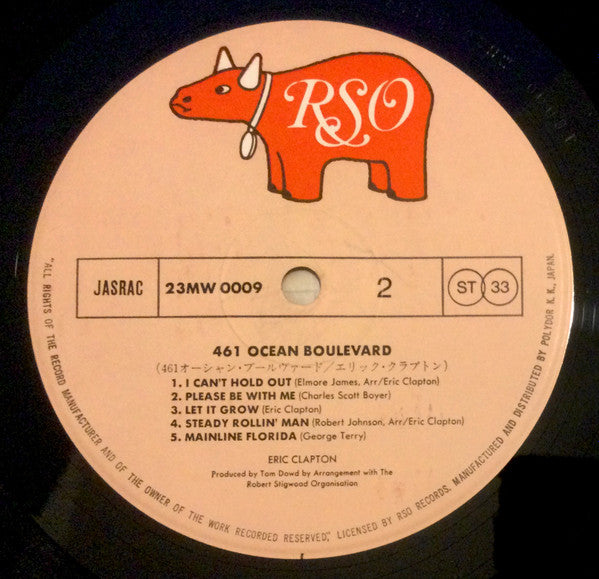 RSO
JASRAC
23MW 0009
2
ST 33
461 OCEAN BOULEVARD
(461オーシャン・ブールヴァード/エリック・クラプトン)
1. I CAN'T HOLD OUT (Elmore James, Arr/Eric Clapton)
2. PLEASE BE WITH ME (Charles Scott Boyer)
3. LET IT GROW (Eric Clapton)
4. STEADY ROLLIN' MAN (Robert Johnson, Arr/Eric Clapton)
5. MAINLINE FLORIDA (George Terry)
ERIC CLAPTON
Produced by Tom Dowd by Arrangement with The
Robert Stigwood Organisation
"ALL RIGHTS OF THE RECORD MANUFACTURER AND OF THE OWNER OF THE WORK RECORDED RESERVED," LICENSED BY RSO RECORDS. MANUFACTURED AND DISTRIBUTED BY POLYDOR K. K., JAPAN.